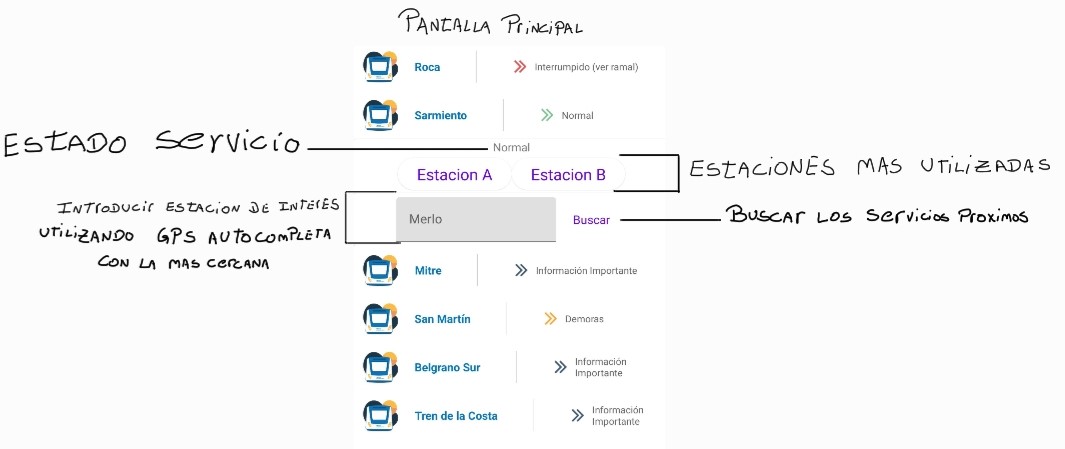 PANTALLA PRINCIPAL
Roca
Interrumpido (ver ramal)
Sarmiento
Normal
ESTADO SERVICIO
Normal
Estacion A
Estacion B
ESTACIONES MAS UTILIZADAS
INTRODUCIR ESTACION DE INTERES
UTILIZANDO GPS AUTOCOMPLETA
CON LA MAS CERCANA
Merlo
Buscar
BUSCAR LOS SERVICIOS PROXIMOS
Mitre
Información Importante
San Martín
Demoras
Belgrano Sur
Información
Importante
Tren de la Costa
Información
Importante